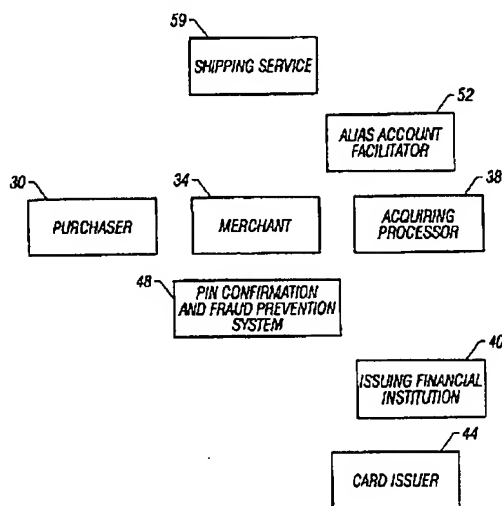 59
SHIPPING SERVICE
52
ALIAS ACCOUNT
FACILITATOR
30
PURCHASER
34
MERCHANT
38
ACQUIRING
PROCESSOR
48
PIN CONFIRMATION
AND FRAUD PREVENTION
SYSTEM
40
ISSUING FINANCIAL
INSTITUTION
44
CARD ISSUER